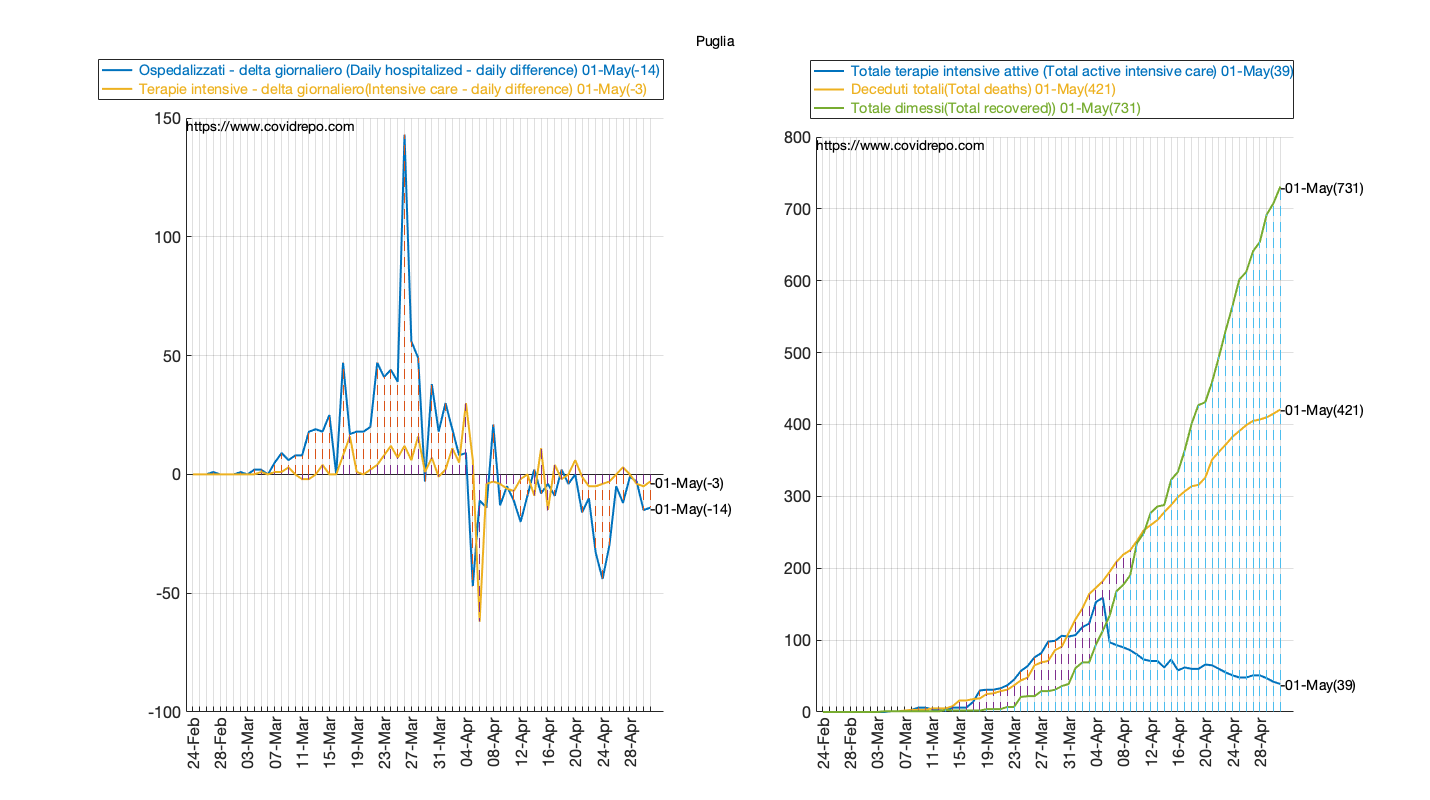 Puglia
Ospedalizzati - delta giornaliero (Daily hospitalized - daily difference) 01-May(-14)
Terapie intensive - delta giornaliero(Intensive care - daily difference) 01-May(-3)
https://www.covidrepo.com
150
100
50
0
-50
-100
-01-May(-3)
-01-May(-14)
24-Feb
28-Feb
03-Mar
07-Mar
11-Mar
15-Mar
19-Mar
23-Mar
27-Mar
31-Mar
04-Apr
08-Apr
12-Apr
16-Apr
20-Apr
24-Apr
28-Apr
Totale terapie intensive attive (Total active intensive care) 01-May(39)
Deceduti totali(Total deaths) 01-May(421)
Totale dimessi(Total recovered)) 01-May(731)
https://www.covidrepo.com
800
700
600
500
400
300
200
100
0
-01-May(731)
-01-May(421)
-01-May(39)
24-Feb
28-Feb
03-Mar
07-Mar
11-Mar
15-Mar
19-Mar
23-Mar
27-Mar
31-Mar
04-Apr
08-Apr
12-Apr
16-Apr
20-Apr
24-Apr
28-Apr